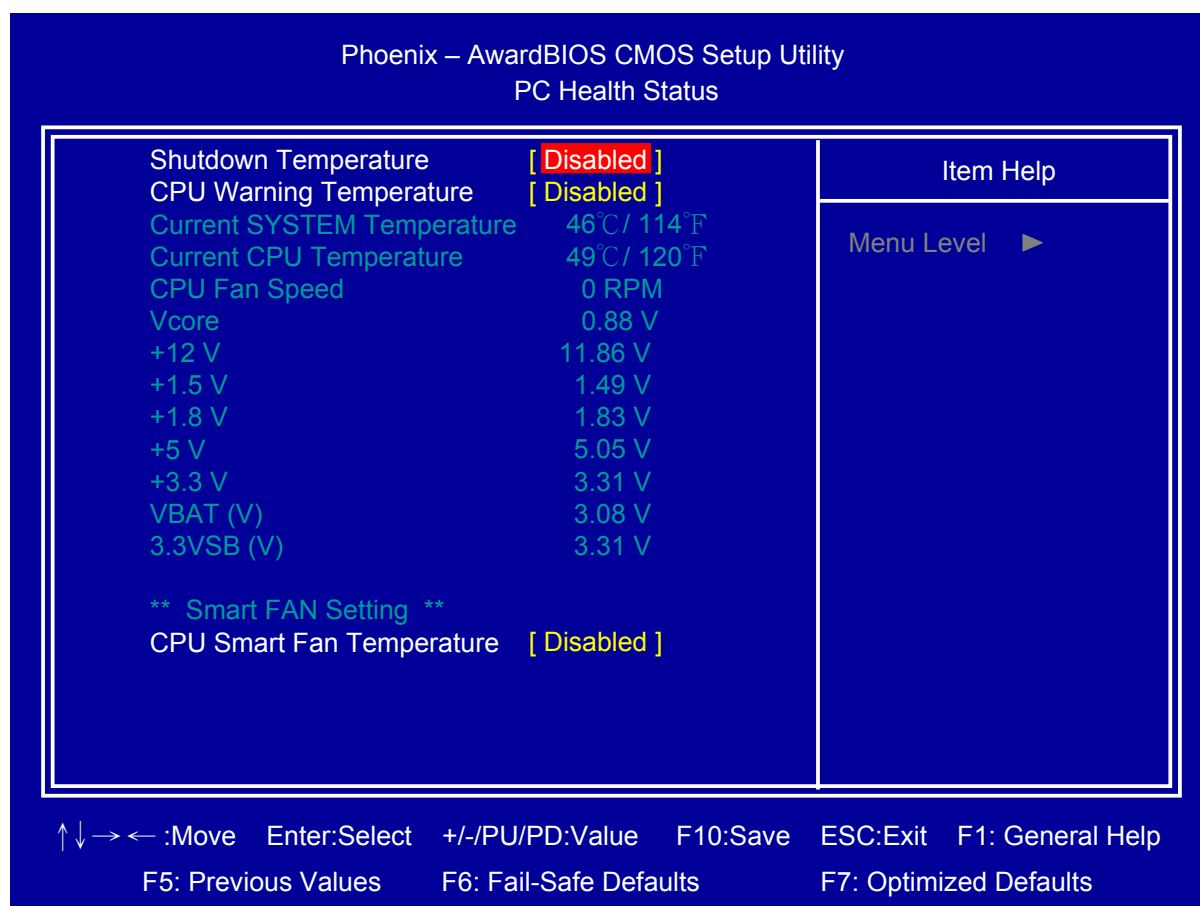 Phoenix – AwardBIOS CMOS Setup Utility
PC Health Status
Shutdown Temperature [ Disabled ]
CPU Warning Temperature [ Disabled ]
Current SYSTEM Temperature 46℃/ 114℉
Current CPU Temperature 49℃/ 120℉
CPU Fan Speed 0 RPM
Vcore 0.88 V
+12 V 11.86 V
+1.5 V 1.49 V
+1.8 V 1.83 V
+5 V 5.05 V
+3.3 V 3.31 V
VBAT (V) 3.08 V
3.3VSB (V) 3.31 V
** Smart FAN Setting **
CPU Smart Fan Temperature [ Disabled ]
Item Help
Menu Level ►
↑↓→← :Move Enter:Select +/-/PU/PD:Value F10:Save ESC:Exit F1: General Help
F5: Previous Values F6: Fail-Safe Defaults F7: Optimized Defaults